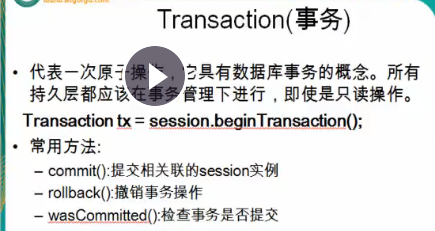 Transaction(事务)
• 代表一次原子操作，它具有数据库事务的概念。所有
持久层都应该在事务管理下进行，即使是只读操作。
Transaction tx = session.beginTransaction();
• 常用方法:
– commit():提交相关联的session实例
– rollback():撤销事务操作
– wasCommitted():检查事务是否提交